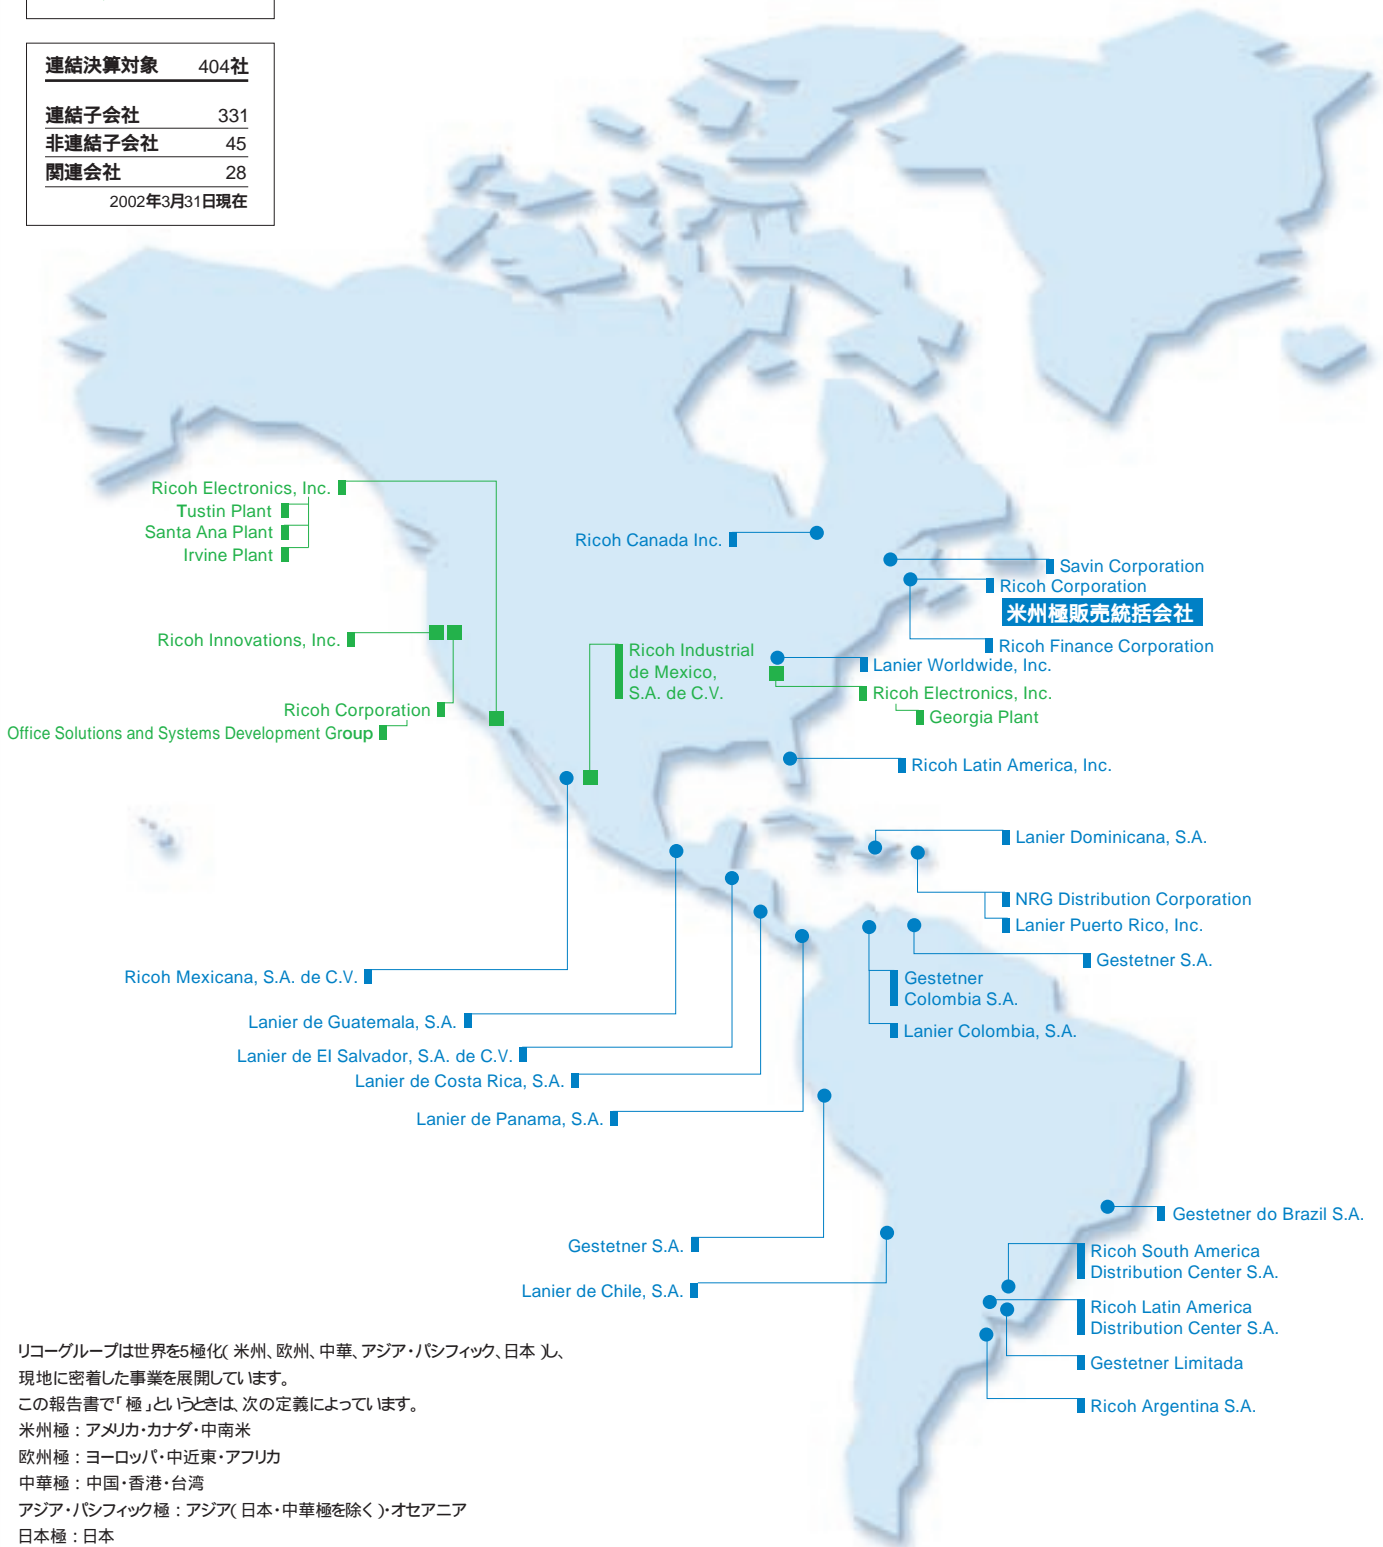 連結決算対象 404社
連結子会社 331
非連結子会社 45
関連会社 28
2002年3月31日現在
Ricoh Electronics, Inc.
Tustin Plant
Santa Ana Plant
Irvine Plant
Ricoh Innovations, Inc.
Ricoh Corporation
Office Solutions and Systems Development Group
Ricoh Industrial
de Mexico,
S.A. de C.V.
Ricoh Canada Inc.
Savin Corporation
Ricoh Corporation
米州極販売統括会社
Ricoh Finance Corporation
Lanier Worldwide, Inc.
Ricoh Electronics, Inc.
Georgia Plant
Ricoh Latin America, Inc.
Lanier Dominicana, S.A.
NRG Distribution Corporation
Lanier Puerto Rico, Inc.
Gestetner S.A.
Gestetner
Colombia S.A.
Lanier Colombia, S.A.
Ricoh Mexicana, S.A. de C.V.
Lanier de Guatemala, S.A.
Lanier de El Salvador, S.A. de C.V.
Lanier de Costa Rica, S.A.
Lanier de Panama, S.A.
Gestetner S.A.
Lanier de Chile, S.A.
Gestetner do Brazil S.A.
Ricoh South America
Distribution Center S.A.
Ricoh Latin America
Distribution Center S.A.
Gestetner Limitada
Ricoh Argentina S.A.
リコーグループは世界を5極化(米州、欧州、中華、アジア・パシフィック、日本)し、
現地に密着した事業を展開しています。
この報告書で「極」というときは、次の定義によっています。
米州極：アメリカ・カナダ・中南米
欧州極：ヨーロッパ・中近東・アフリカ
中華極：中国・香港・台湾
アジア・パシフィック極：アジア(日本・中華極を除く)・オセアニア
日本極：日本